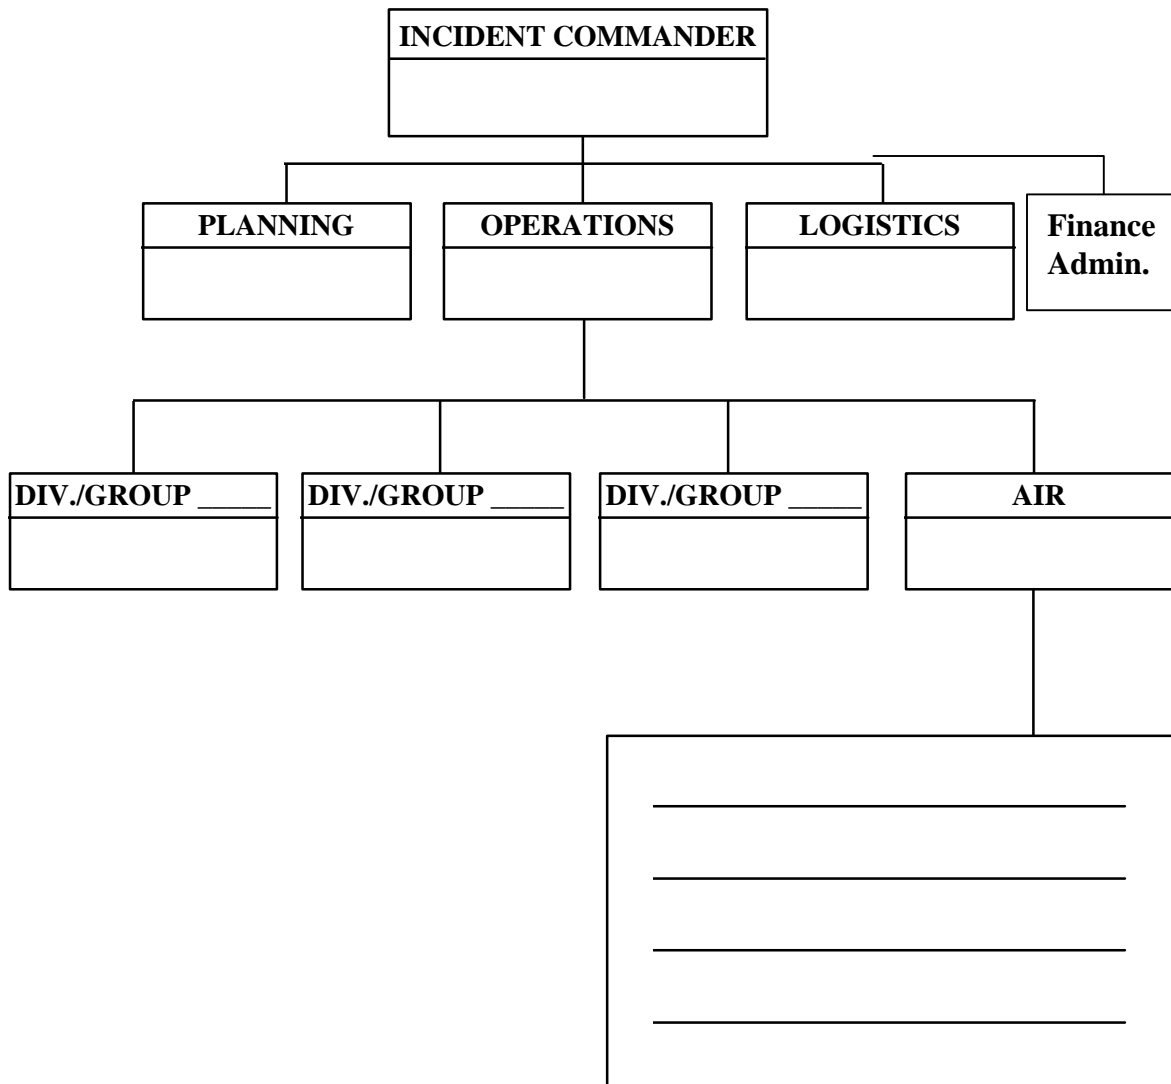 INCIDENT COMMANDER
PLANNING
OPERATIONS
LOGISTICS
Finance
Admin.
DIV./GROUP _____
DIV./GROUP _____
DIV./GROUP _____
AIR